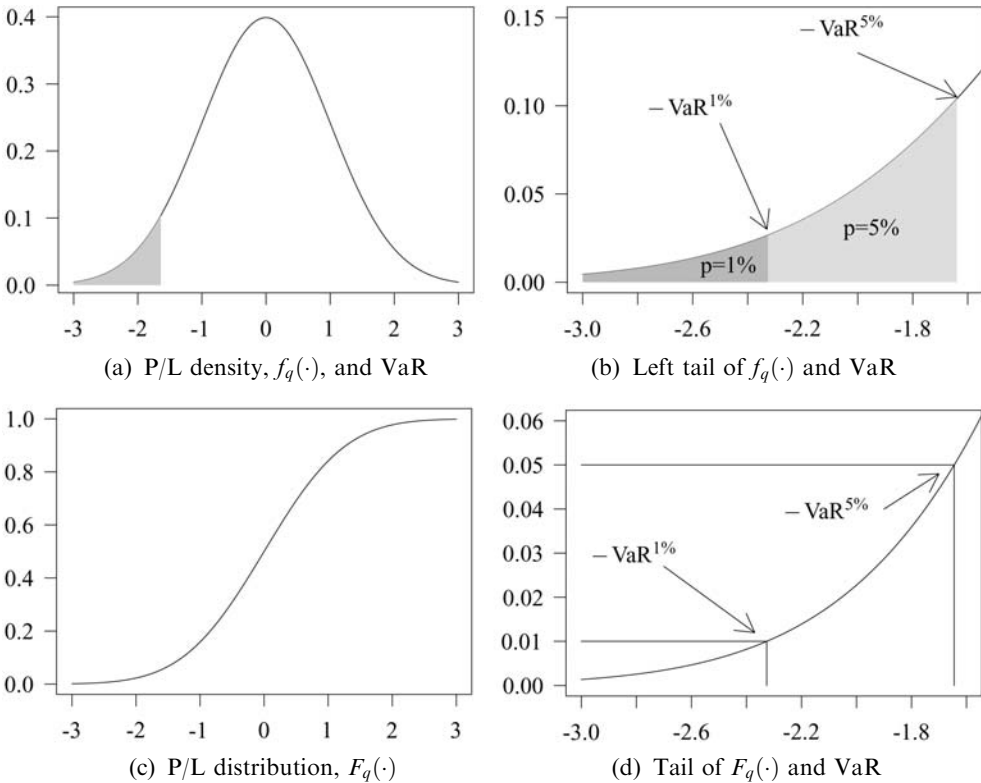 0.4
0.3
0.2
0.1
0.0
-3 -2 -1 0 1 2 3
(a) P/L density, f_q(·), and VaR
0.15
0.10
0.05
0.00
− VaR^5%
− VaR^1%
p=5%
p=1%
-3.0 -2.6 -2.2 -1.8
(b) Left tail of f_q(·) and VaR
1.0
0.8
0.6
0.4
0.2
0.0
-3 -2 -1 0 1 2 3
(c) P/L distribution, F_q(·)
0.06
0.05
0.04
0.03
0.02
0.01
0.00
− VaR^5%
− VaR^1%
-3.0 -2.6 -2.2 -1.8
(d) Tail of F_q(·) and VaR